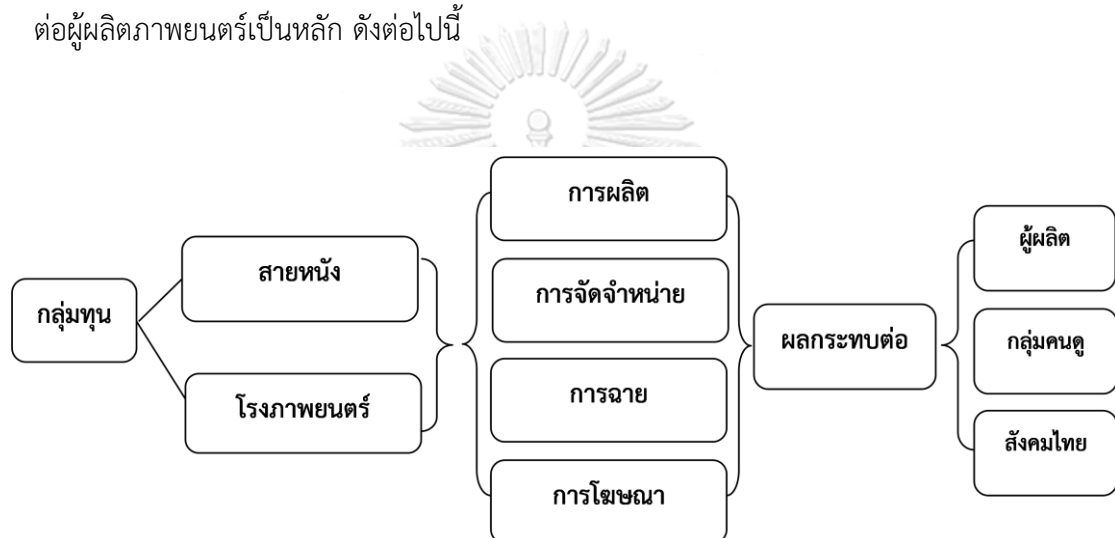 ต่อผู้ผลิตภาพยนตร์เป็นหลัก ดังต่อไปนี้
กลุ่มทุน
สายหนัง
โรงภาพยนตร์
การผลิต
การจัดจำหน่าย
การฉาย
การโฆษณา
ผลกระทบต่อ
ผู้ผลิต
กลุ่มคนดู
สังคมไทย